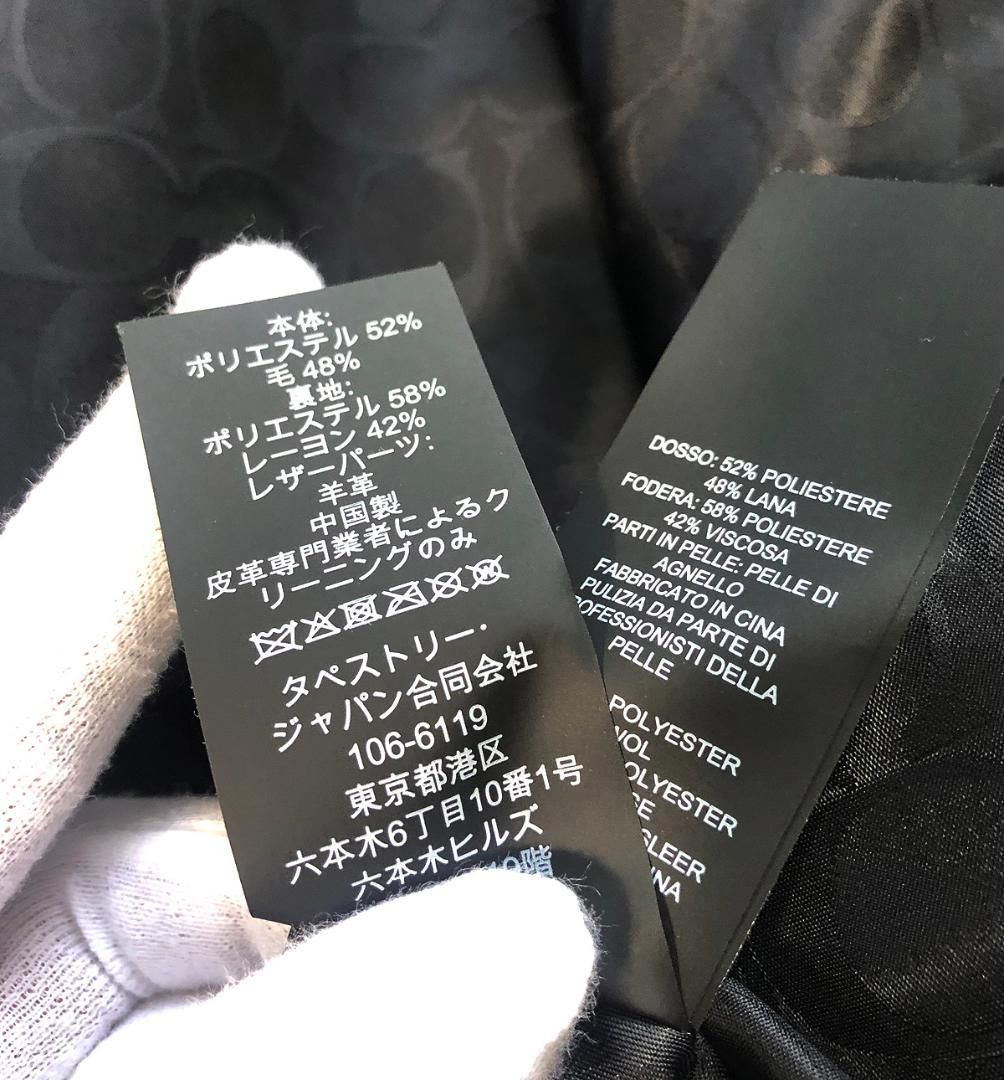 本体:
ポリエステル 52%
毛 48%
裏地:
ポリエステル 58%
レーヨン 42%
レザーパーツ:
羊革
中国製
皮革専門業者によるク
リーニングのみ
タペストリー・
ジャパン合同会社
106-6119
東京都港区
六本木6丁目10番1号
六本木ヒルズ
階
DOSSO: 52% POLIESTERE
48% LANA
FODERA: 58% POLIESTERE
42% VISCOSA
PARTI IN PELLE: PELLE DI
AGNELLO
FABBRICATO IN CINA
PULIZIA DA PARTE DI
OFESSIONISTI DELLA
PELLE
POLYESTER
WOL
POLYESTER
SE
SLEER
INA